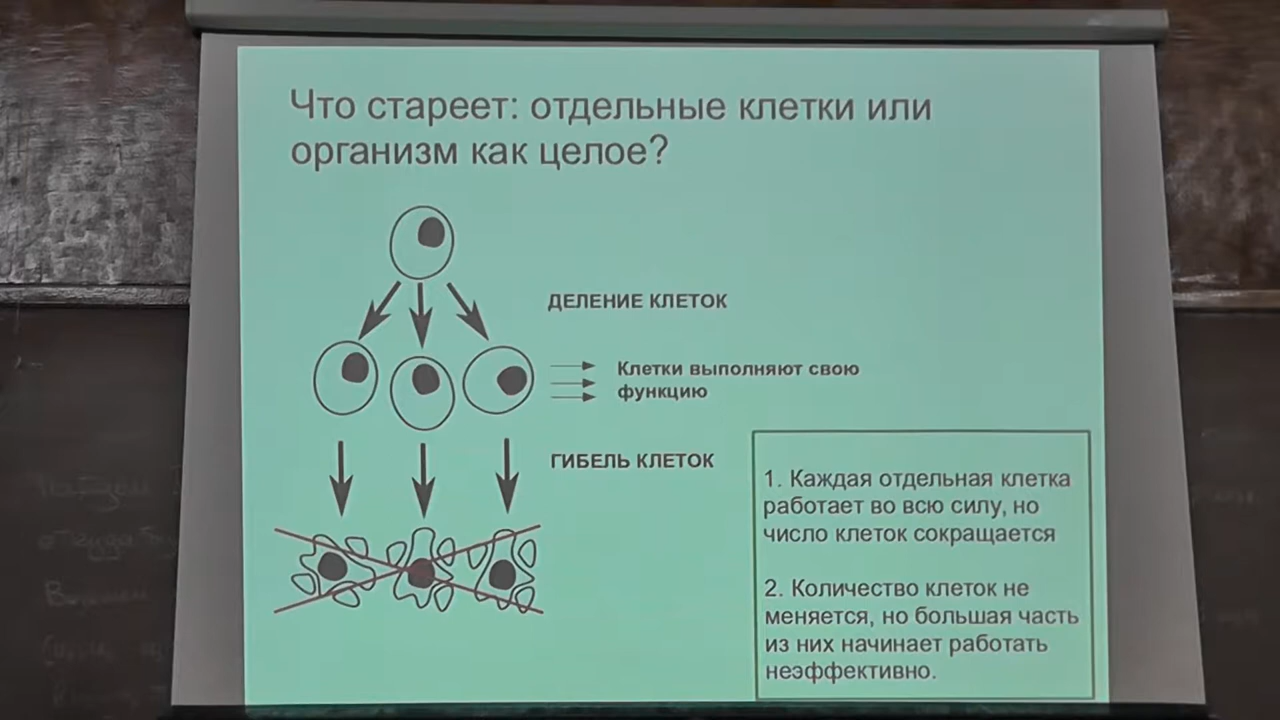 Что стареет: отдельные клетки или
организм как целое?
ДЕЛЕНИЕ КЛЕТОК
Клетки выполняют свою
функцию
ГИБЕЛЬ КЛЕТОК
1. Каждая отдельная клетка
работает во всю силу, но
число клеток сокращается
2. Количество клеток не
меняется, но большая часть
из них начинает работать
неэффективно.